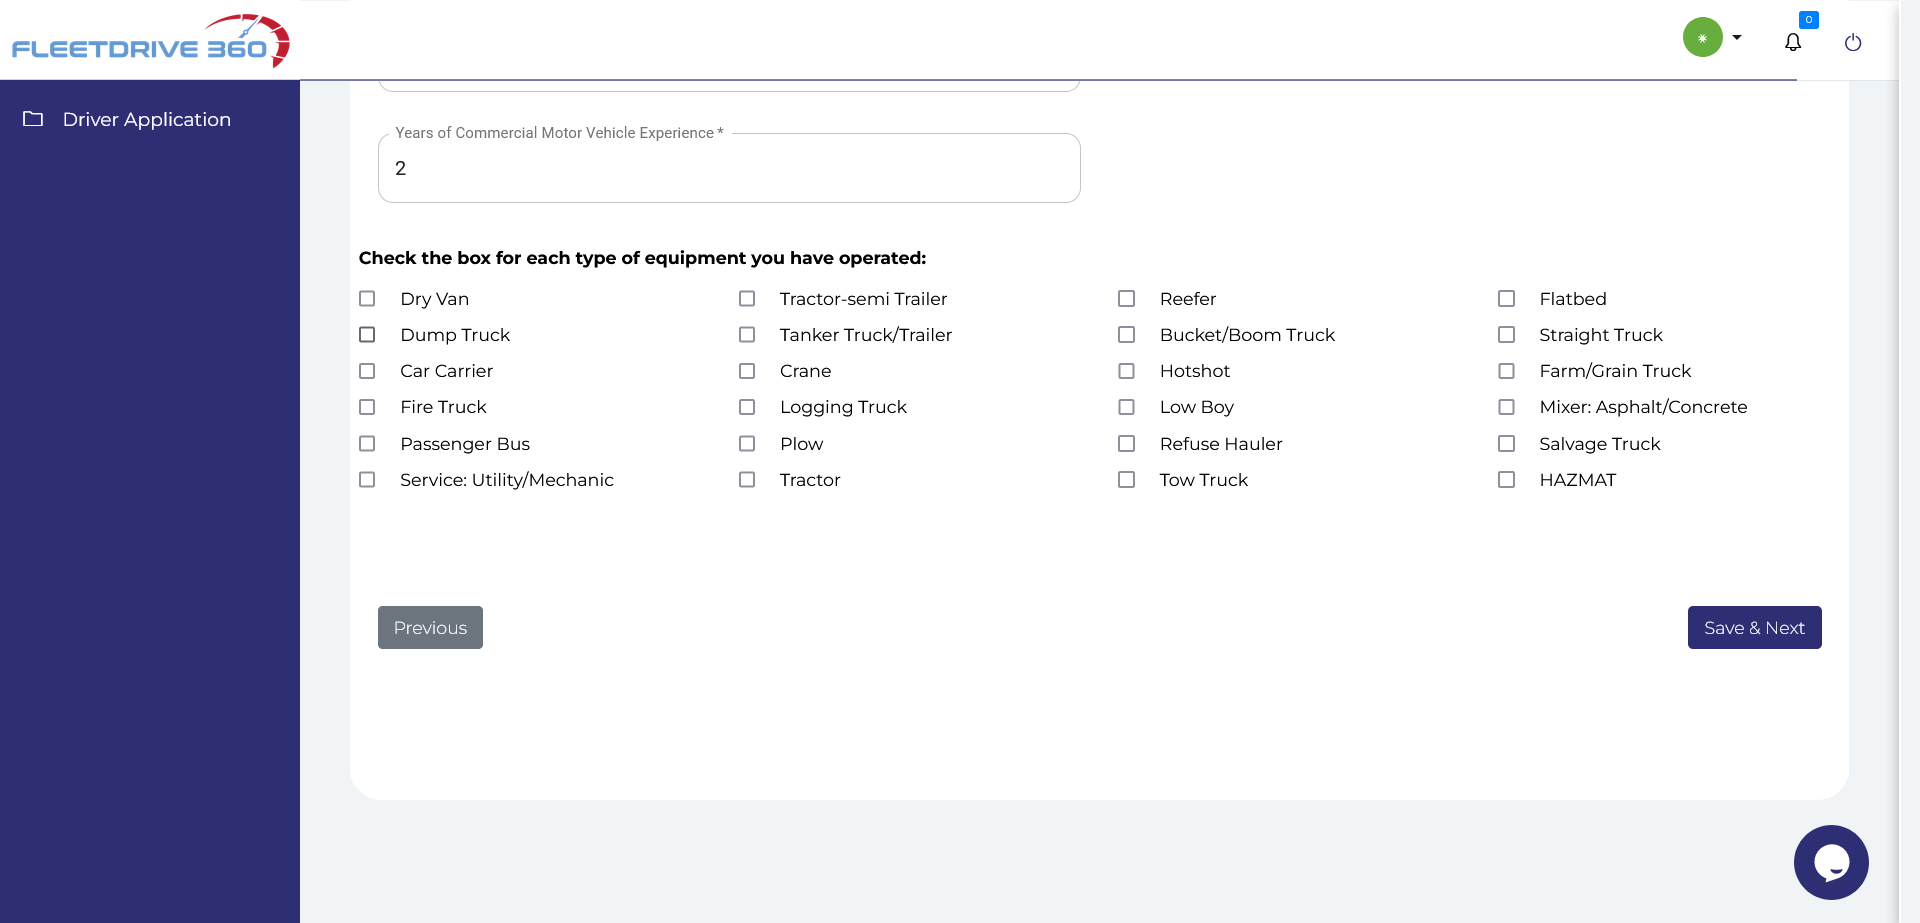 FLEETDRIVE 360
0
Driver Application
Years of Commercial Motor Vehicle Experience *
2
Check the box for each type of equipment you have operated:
Dry Van Tractor-semi Trailer Reefer Flatbed
Dump Truck Tanker Truck/Trailer Bucket/Boom Truck Straight Truck
Car Carrier Crane Hotshot Farm/Grain Truck
Fire Truck Logging Truck Low Boy Mixer: Asphalt/Concrete
Passenger Bus Plow Refuse Hauler Salvage Truck
Service: Utility/Mechanic Tractor Tow Truck HAZMAT
Previous Save & Next